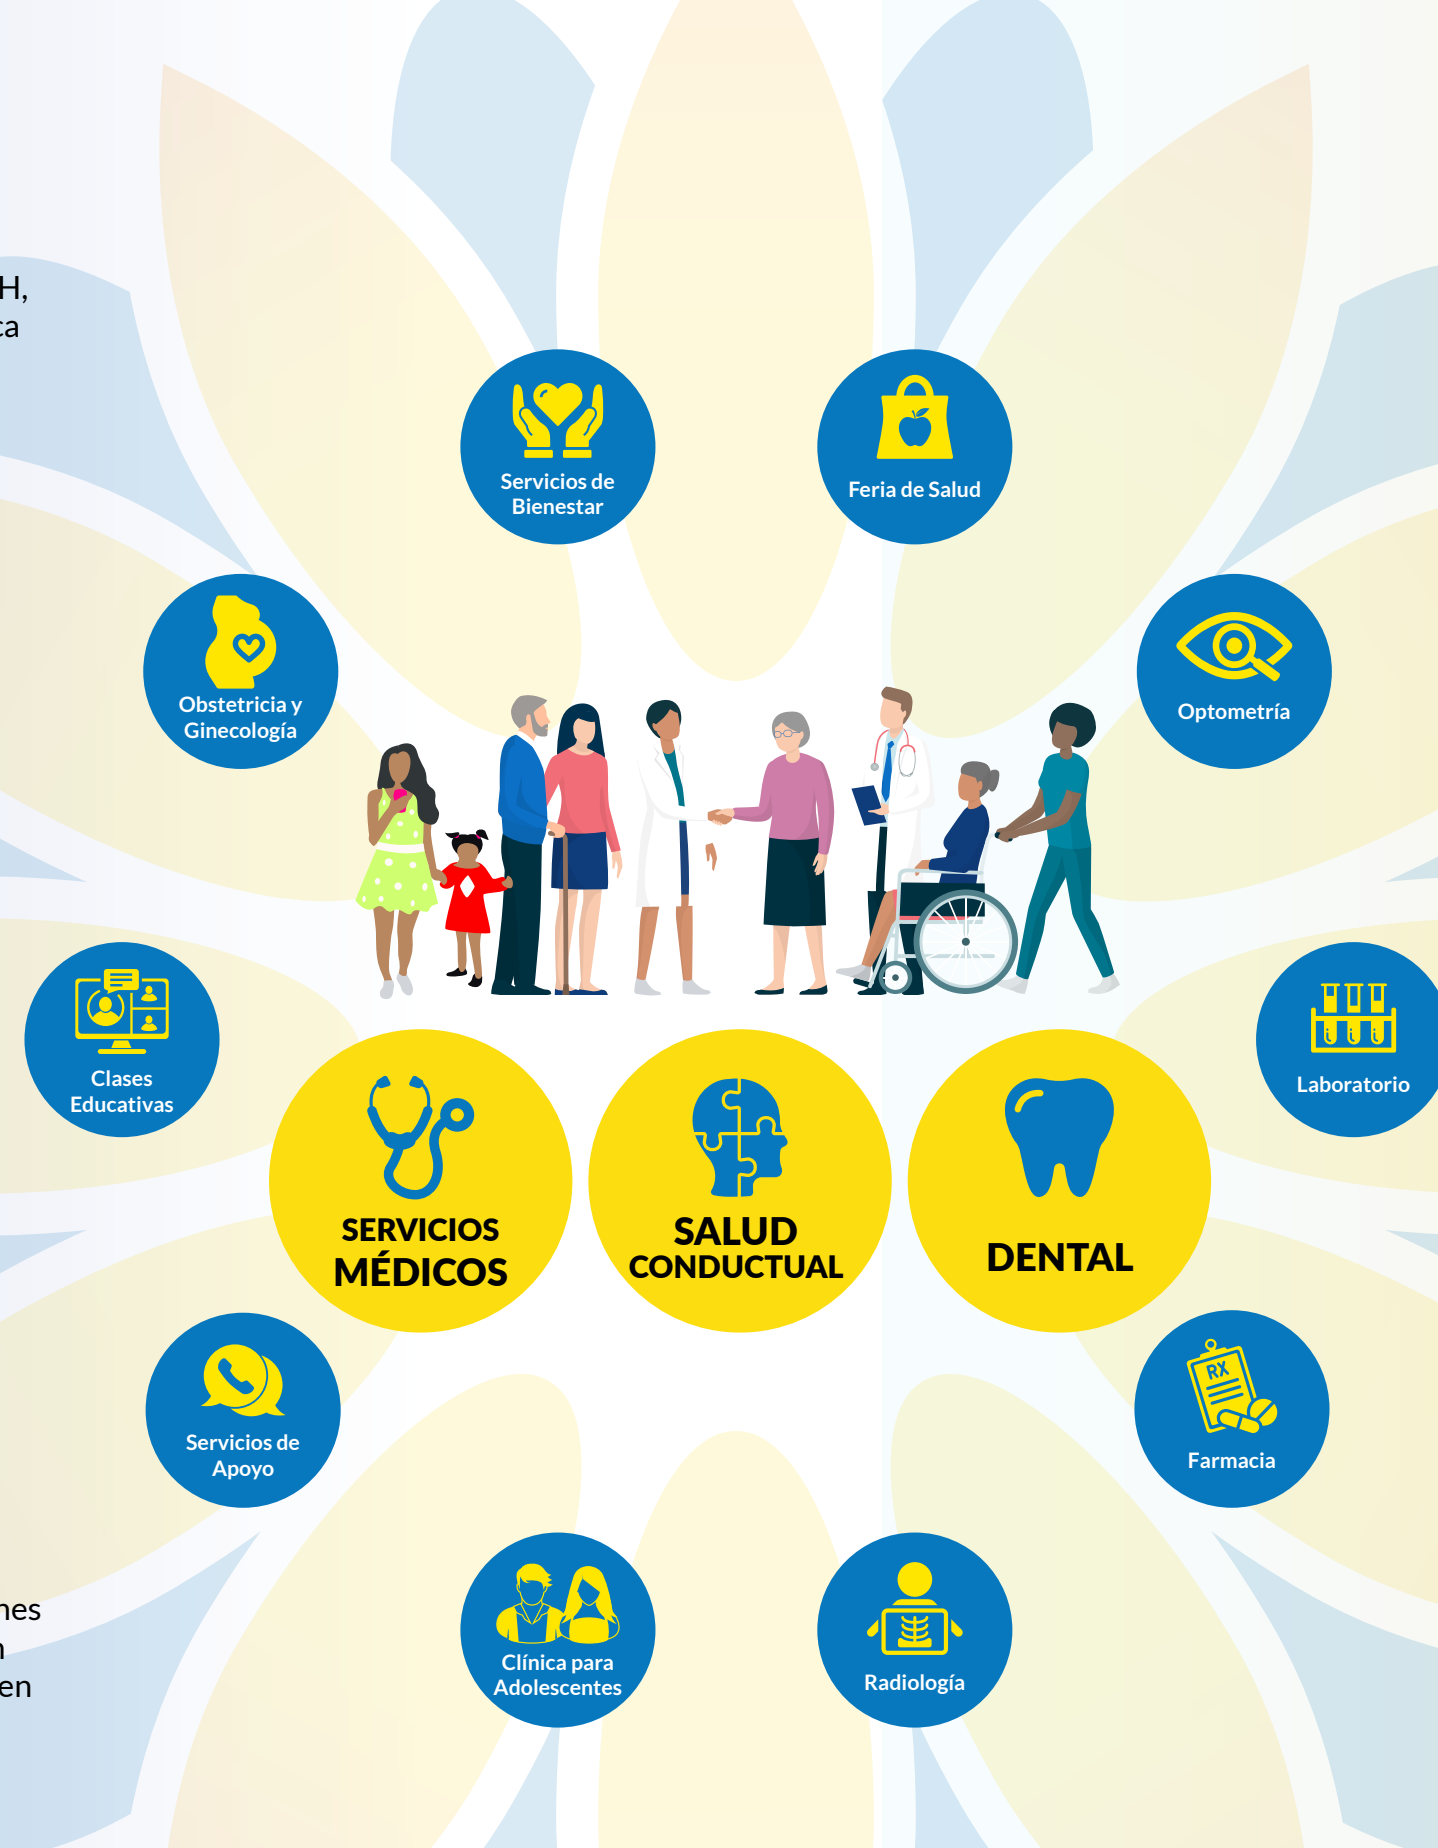 H,
ca
Servicios de
Bienestar
Feria de Salud
Obstetricia y
Ginecología
Optometría
Clases
Educativas
Laboratorio
SERVICIOS
MÉDICOS
SALUD
CONDUCTUAL
DENTAL
Servicios de
Apoyo
RX
Farmacia
nes
n
en
Clínica para
Adolescentes
Radiología